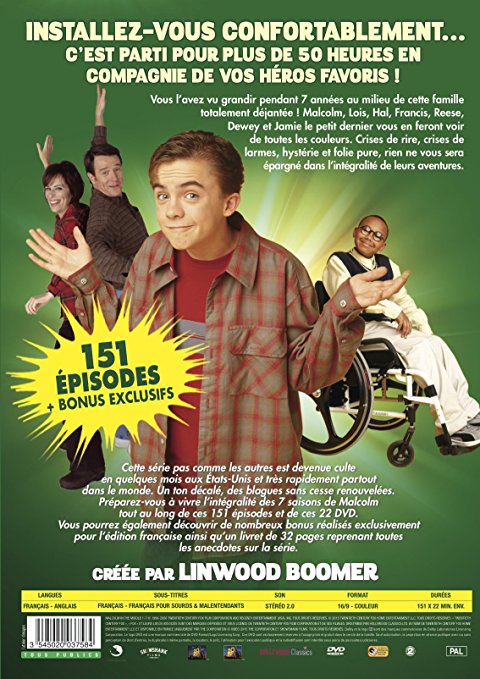 INSTALLEZ-VOUS CONFORTABLEMENT...
C'EST PARTI POUR PLUS DE 50 HEURES EN
COMPAGNIE DE VOS HÉROS FAVORIS !
Vous l'avez vu grandir pendant 7 années au milieu de cette famille
totalement déjantée ! Malcolm, Lois, Hal, Francis, Reese,
Dewey et Jamie le petit dernier vous en feront voir
de toutes les couleurs. Crises de rire, crises de
larmes, hystérie et folie pure, rien ne vous sera
épargné dans l'intégralité de leurs aventures.
151
ÉPISODES
+ BONUS EXCLUSIFS
Cette série pas comme les autres est devenue culte
en quelques mois aux États-Unis et très rapidement partout
dans le monde. Un ton décalé, des blagues sans cesse renouvelées.
Préparez-vous à vivre l'intégralité des 7 saisons de Malcolm
tout au long de ces 151 épisodes et de ces 22 DVD.
Vous pourrez également découvrir de nombreux bonus réalisés exclusivement
pour l'édition française ainsi qu'un livret de 32 pages reprenant toutes
les anecdotes sur la série.
CRÉÉE PAR LINWOOD BOOMER
LANGUES SOUS-TITRES SON FORMAT DURÉES
FRANÇAIS - ANGLAIS FRANÇAIS - FRANÇAIS POUR SOURDS & MALENTENDANTS STÉRÉO 2.0 16/9 - COULEUR 151 X 22 MIN. ENV.
3 545020 037584
TOUS PUBLICS
DVD
2
PAL